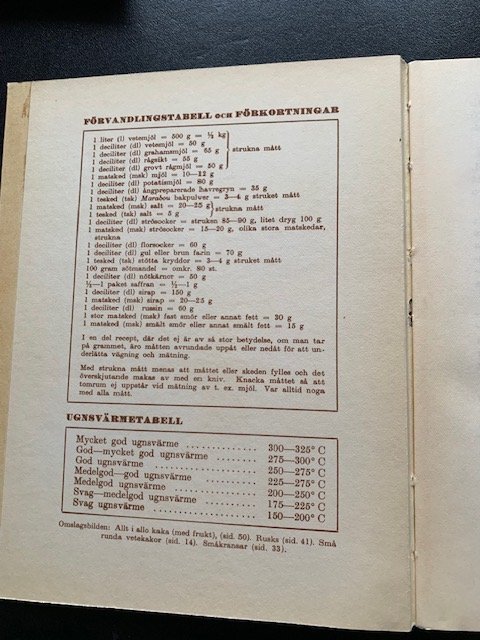 FÖRVANDLINGSTABELL OCH FÖRKORTNINGAR
1 liter (l) vetemjöl = 500 g = ½ kg
1 deciliter (dl) vetemjöl = 50 g
1 deciliter (dl) grahamsmjöl = 65 g
strukna mått
1 deciliter (dl) rågsikt = 55 g
1 deciliter (dl) grovt rågmjöl = 50 g
1 matsked (msk) mjöl = 10—12 g
1 deciliter (dl) potatismjöl = 80 g
1 deciliter (dl) ångpreparerade havregryn = 35 g
1 tesked (tsk) Marabou bakpulver = 3—4 g struket mått
1 matsked (msk) salt = 20—25 g
strukna mått
1 tesked (tsk) salt = 5 g
1 deciliter (dl) strösocker = struken 85—90, litet dryg 100 g
1 matsked (msk) strösocker = 15—20 g, olika stora matskedar,
strukna
1 deciliter (dl) florsocker = 60 g
1 deciliter (dl) gul eller brun farin = 70 g
1 tesked (tsk) stötta kryddor = 3—4 g struket mått
100 gram sötmandel = omkr. 80 st.
1 deciliter (dl) nötkärnor = 50 g
½—1 paket saffran = ½—1 g
1 deciliter (dl) sirap = 150 g
1 matsked (msk) sirap = 20—25 g
1 deciliter (dl) russin = 60 g
1 stor matsked (msk) fast smör eller annat fett = 30 g
1 matsked (msk) smält smör eller annat smält fett = 15 g
I en del recept, där det ej är av så stor betydelse, om man tar
på grammet, äro måtten avrundade uppåt eller nedåt för att un-
derlätta vägning och mätning.
Med strukna mått menas att måttet eller skeden fylles och det
överskjutande makas av med en kniv. Knacka måttet så att
tomrum ej uppstår vid mätning av t. ex. mjöl. Var alltid noga
med alla mått.
UGNSVÄRMETABELL
Mycket god ugnsvärme .............. 300—325° C
God—mycket god ugnsvärme ........ 275—300° C
God ugnsvärme .................... 250—275° C
Medelgod—god ugnsvärme .......... 225—275° C
Medelgod ugnsvärme .............. 200—250° C
Svag—medelgod ugnsvärme ......... 175—225° C
Svag ugnsvärme ................... 150—200° C
Omslagsbilden: Allt i allo kaka (med frukt), (sid. 50). Rusks (sid. 41). Små
runda vetekakor (sid. 14). Småkransar (sid. 33).